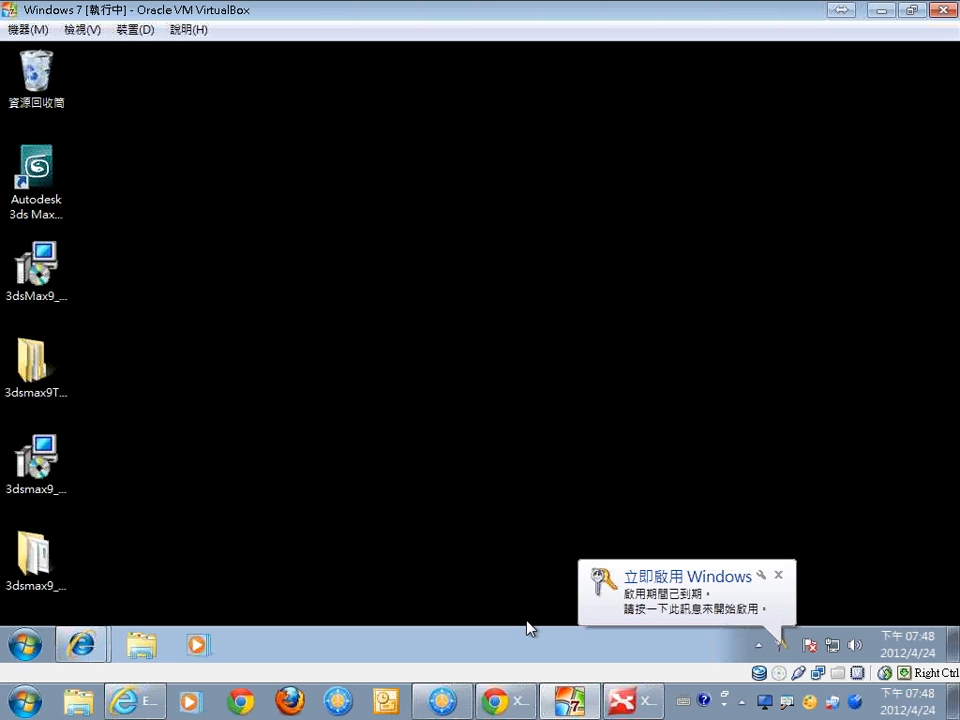 Windows 7 [執行中] - Oracle VM VirtualBox
機器(M) 檢視(V) 裝置(D) 說明(H)
資源回收筒
Autodesk
3ds Max...
3dsMax9_...
3dsmax9T...
3dsmax9_...
3dsmax9_...
立即啟用 Windows
啟用期間已到期。
請按一下此訊息來開始啟用。
下午 07:48
2012/4/24
Right Ctrl
E...
X...
X...
下午 07:48
2012/4/24